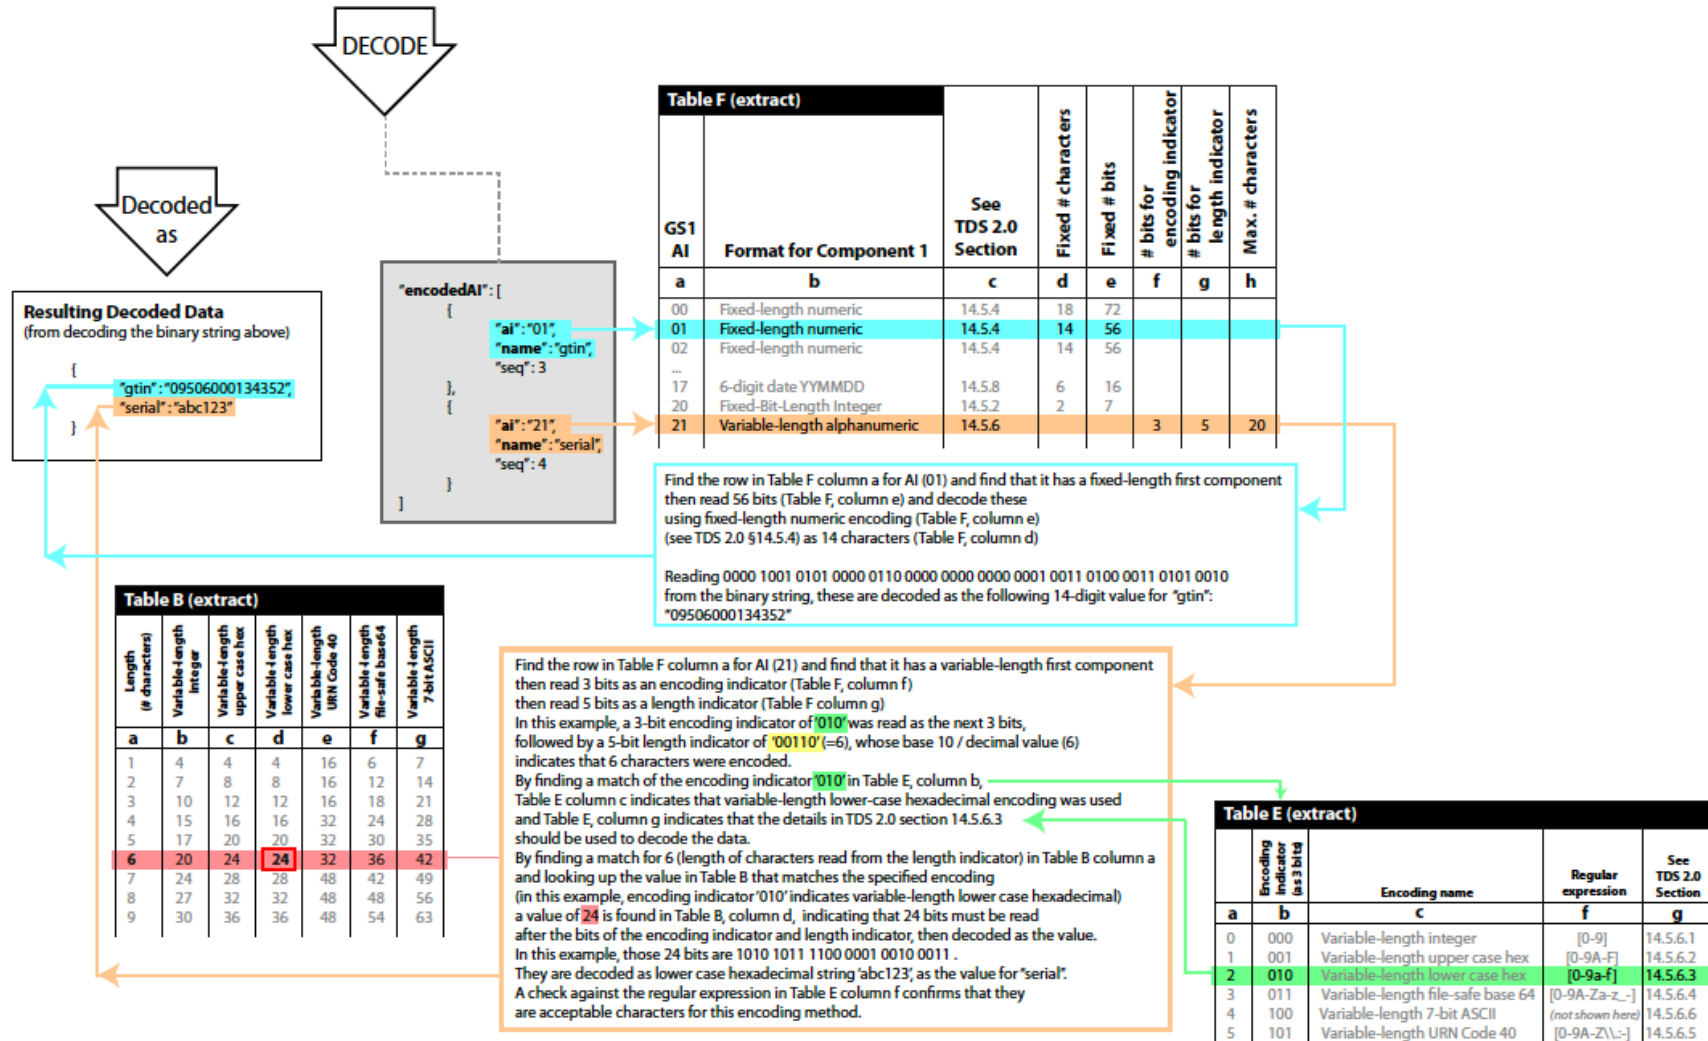 DECODE
Decoded
as
Resulting Decoded Data
(from decoding the binary string above)
{
"gtin":"09506000134352",
"serial":"abc123"
}
"encodedAI": [
{
"ai":"01",
"name":"gtin",
"seq": 3
},
{
"ai":"21",
"name":"serial",
"seq": 4
}
]
Table F (extract)
GS1 AI | Format for Component 1 | See TDS 2.0 Section | Fixed # characters | Fixed # bits | # bits for encoding indicator | # bits for length indicator | Max. # characters
a b c d e f g h
00 Fixed-length numeric 14.5.4 18 72
01 Fixed-length numeric 14.5.4 14 56
02 Fixed-length numeric 14.5.4 14 56
...
17 6-digit date YYMMDD 14.5.8 6 16
20 Fixed-Bit-Length Integer 14.5.2 2 7
21 Variable-length alphanumeric 14.5.6 3 5 20
Find the row in Table F column a for AI (01) and find that it has a fixed-length first component
then read 56 bits (Table F, column e) and decode these
using fixed-length numeric encoding (Table F, column e)
(see TDS 2.0 §14.5.4) as 14 characters (Table F, column d)
Reading 0000 1001 0101 0000 0110 0000 0000 0000 0001 0011 0100 0011 0101 0010
from the binary string, these are decoded as the following 14-digit value for "gtin":
"09506000134352"
Table B (extract)
Length (# characters) | Variable-length integer | Variable-length upper case hex | Variable-length lower case hex | Variable-length URN Code 40 | Variable-length file-safe base64 | Variable-length 7-bit ASCII
a b c d e f g
1 4 4 4 16 6 7
2 7 8 8 16 12 14
3 10 12 12 16 18 21
4 15 16 16 32 24 28
5 17 20 20 32 30 35
6 20 24 24 32 36 42
7 24 28 28 48 42 49
8 27 32 32 48 48 56
9 30 36 36 48 54 63
Find the row in Table F column a for AI (21) and find that it has a variable-length first component
then read 3 bits as an encoding indicator (Table F, column f)
then read 5 bits as a length indicator (Table F column g)
In this example, a 3-bit encoding indicator of '010' was read as the next 3 bits,
followed by a 5-bit length indicator of '00110' (=6), whose base 10 / decimal value (6)
indicates that 6 characters were encoded.
By finding a match of the encoding indicator '010' in Table E, column b,
Table E column c indicates that variable-length lower-case hexadecimal encoding was used
and Table E, column g indicates that the details in TDS 2.0 section 14.5.6.3
should be used to decode the data.
By finding a match for 6 (length of characters read from the length indicator) in Table B column a
and looking up the value in Table B that matches the specified encoding
(in this example, encoding indicator '010' indicates variable-length lower case hexadecimal)
a value of 24 is found in Table B, column d, indicating that 24 bits must be read
after the bits of the encoding indicator and length indicator, then decoded as the value.
In this example, those 24 bits are 1010 1011 1100 0001 0010 0011 .
They are decoded as lower case hexadecimal string 'abc123', as the value for "serial".
A check against the regular expression in Table E column f confirms that they
are acceptable characters for this encoding method.
Table E (extract)
Encoding indicator (as 3 bits) | Encoding name | Regular expression | See TDS 2.0 Section
a b c f g
0 000 Variable-length integer [0-9] 14.5.6.1
1 001 Variable-length upper case hex [0-9A-F] 14.5.6.2
2 010 Variable-length lower case hex [0-9a-f] 14.5.6.3
3 011 Variable-length file-safe base 64 [0-9A-Za-z_-] 14.5.6.4
4 100 Variable-length 7-bit ASCII (not shown here) 14.5.6.6
5 101 Variable-length URN Code 40 [0-9A-Z\\.:-] 14.5.6.5